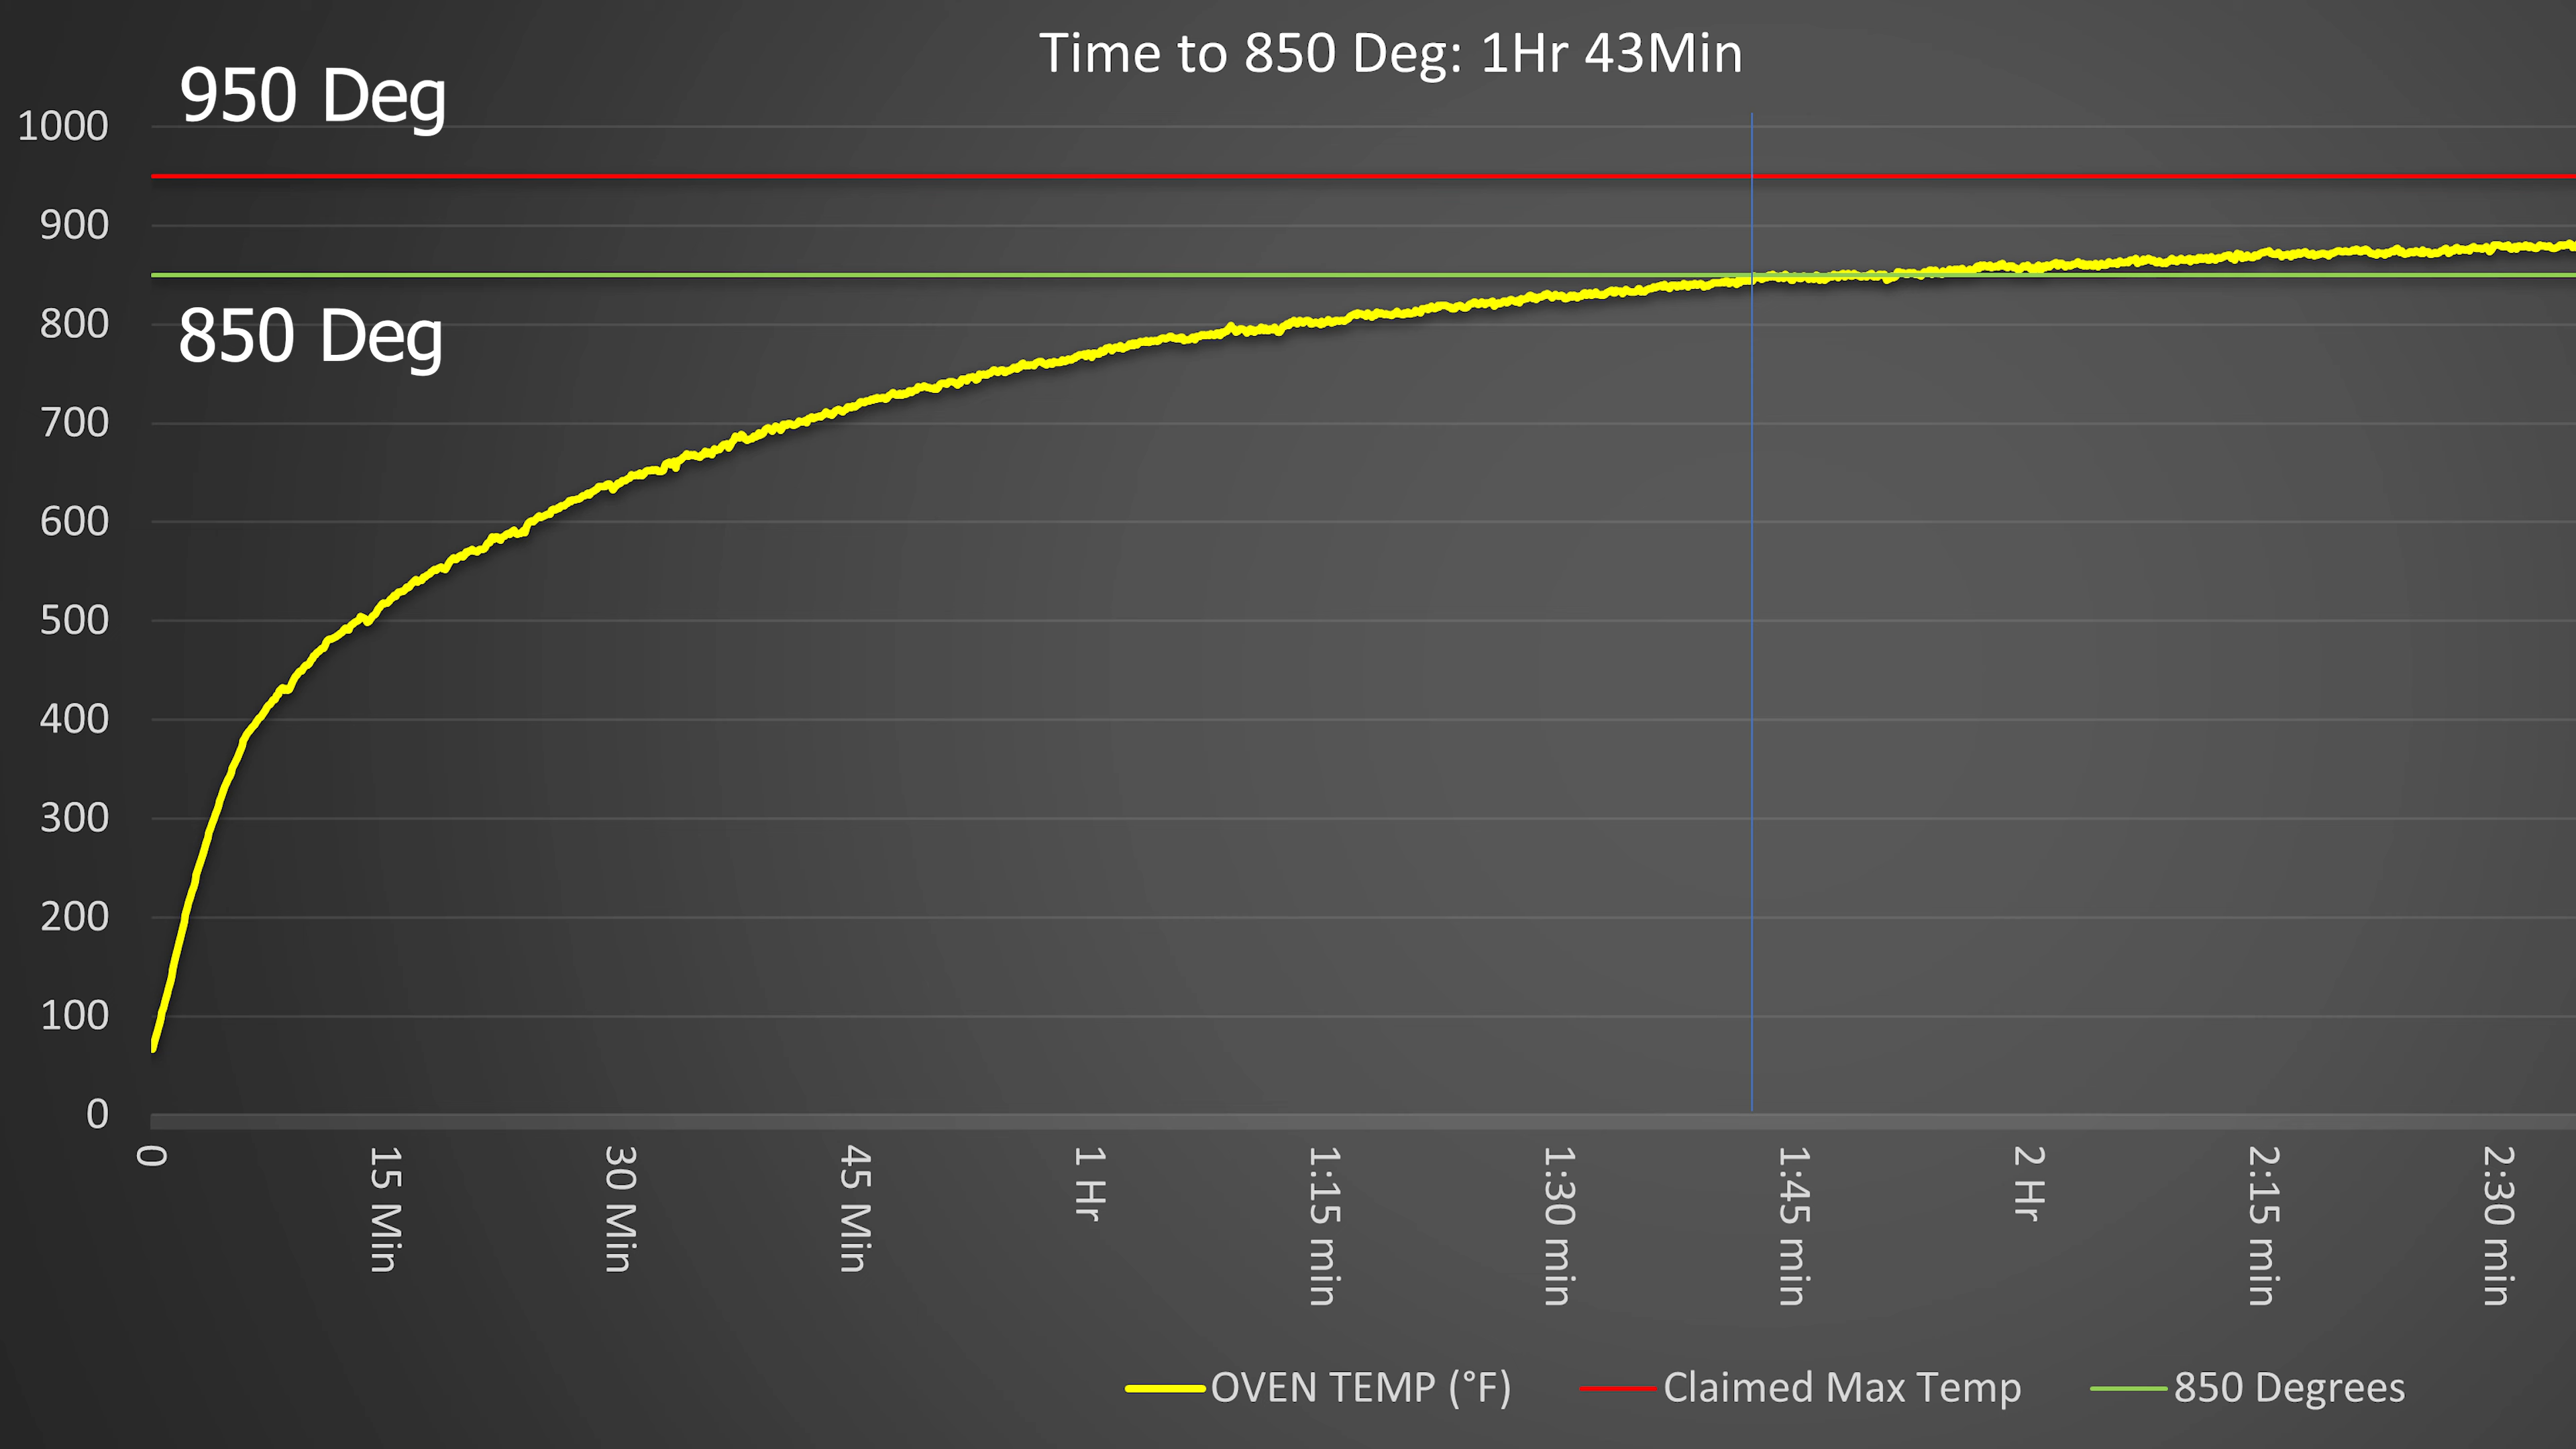 Time to 850 Deg: 1Hr 43Min
950 Deg
1000
900
850 Deg
800
700
600
500
400
300
200
100
0
0
15 Min
30 Min
45 Min
1 Hr
1:15 min
1:30 min
1:45 min
2 Hr
2:15 min
2:30 min
OVEN TEMP (°F)
Claimed Max Temp
850 Degrees